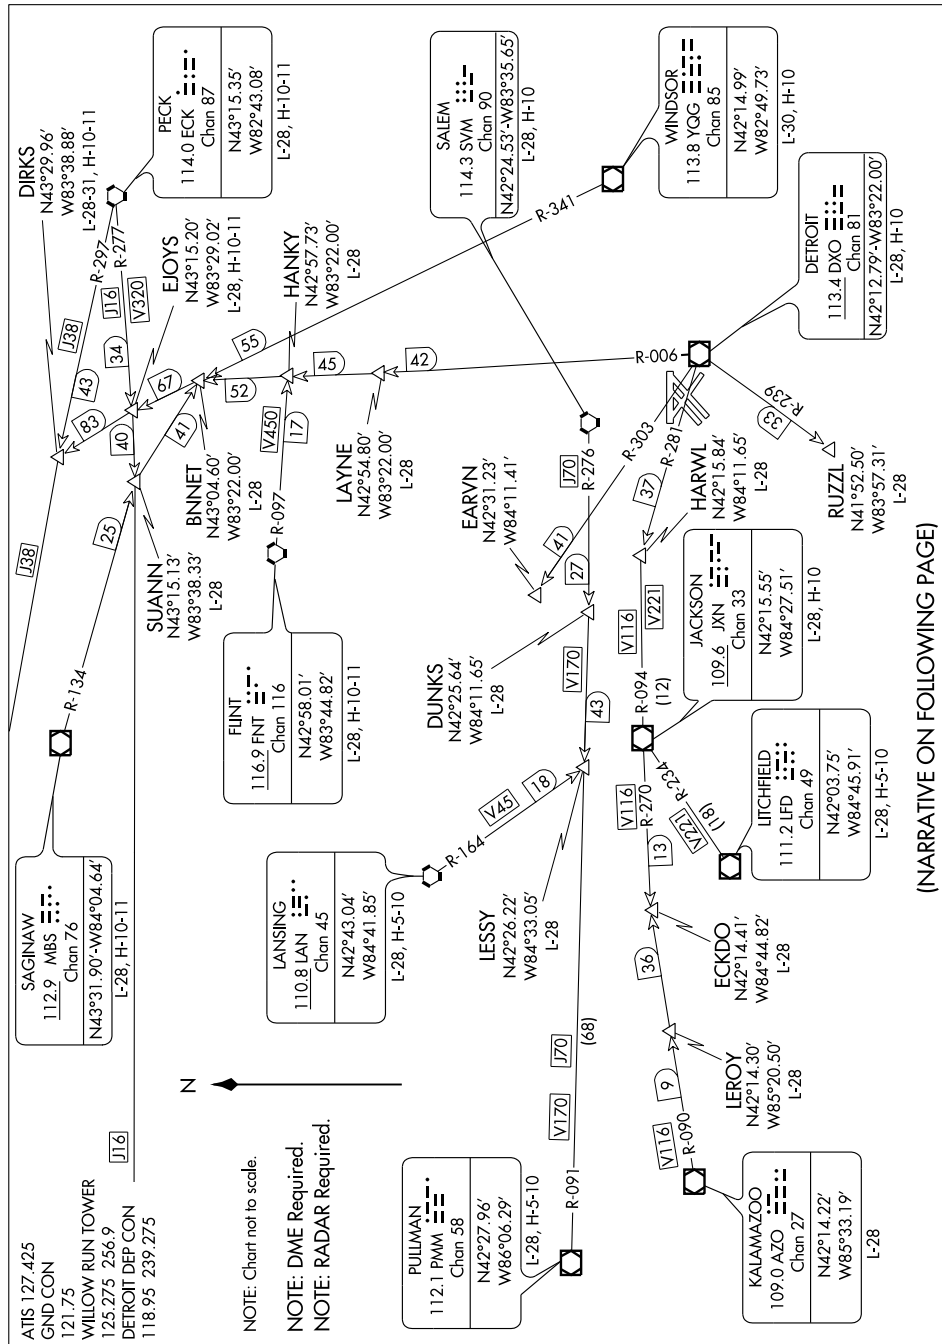 ATIS 127.425
GND CON
121.75
WILLOW RUN TOWER
125.275 256.9
DETROIT DEP CON
118.95 239.275
J16
NOTE: Chart not to scale.
NOTE: DME Required.
NOTE: RADAR Required.
N
SAGINAW
112.9 MBS
Chan 76
N43°31.90'-W84°04.64'
L-28, H-10-11
R-134
25
J38
J38
DIRKS
N43°29.96'
W83°38.88'
L-28-31, H-10-11
R-297
43
83
PECK
114.0 ECK
Chan 87
N43°15.35'
W82°43.08'
L-28, H-10-11
R-277
J16
V320
34
EJOYS
N43°15.20'
W83°29.02'
L-28, H-10-11
67
40
SUANN
N43°15.13'
W83°38.33'
L-28
41
BNNET
N43°04.60'
W83°22.00'
L-28
55
52
HANKY
N42°57.73'
W83°22.00'
L-28
45
V450
17
R-097
FLINT
116.9 FNT
Chan 116
N42°58.01'
W83°44.82'
L-28, H-10-11
LAYNE
N42°54.80'
W83°22.00'
L-28
42
R-006
SALEM
114.3 SVM
Chan 90
N42°24.53'-W83°35.65'
L-28, H-10
R-341
WINDSOR
113.8 YQG
Chan 85
N42°14.99'
W82°49.73'
L-30, H-10
DETROIT
113.4 DXO
Chan 81
N42°12.79'-W83°22.00'
L-28, H-10
R-239
33
RUZZL
N41°52.50'
W83°57.31'
L-28
R-303
41
EARVN
N42°31.23'
W84°11.41'
L-28
J70
R-276
27
DUNKS
N42°25.64'
W84°11.65'
L-28
V170
43
R-281
37
HARWL
N42°15.84'
W84°11.65'
L-28
V116
V221
R-094
(12)
JACKSON
109.6 JXN
Chan 33
N42°15.55'
W84°27.51'
L-28, H-10
LANSING
110.8 LAN
Chan 45
N42°43.04'
W84°41.85'
L-28, H-5-10
R-164
V45
18
LESSY
N42°26.22'
W84°33.05'
L-28
R-234
V221
(18)
LITCHFIELD
111.2 LFD
Chan 49
N42°03.75'
W84°45.91'
L-28, H-5-10
V116
R-270
13
ECKDO
N42°14.41'
W84°44.82'
L-28
36
LEROY
N42°14.30'
W85°20.50'
L-28
9
V116
R-090
KALAMAZOO
109.0 AZO
Chan 27
N42°14.22'
W85°33.19'
L-28
PULLMAN
112.1 PMM
Chan 58
N42°27.96'
W86°06.29'
L-28, H-5-10
R-091
V170
J70
(68)
(NARRATIVE ON FOLLOWING PAGE)